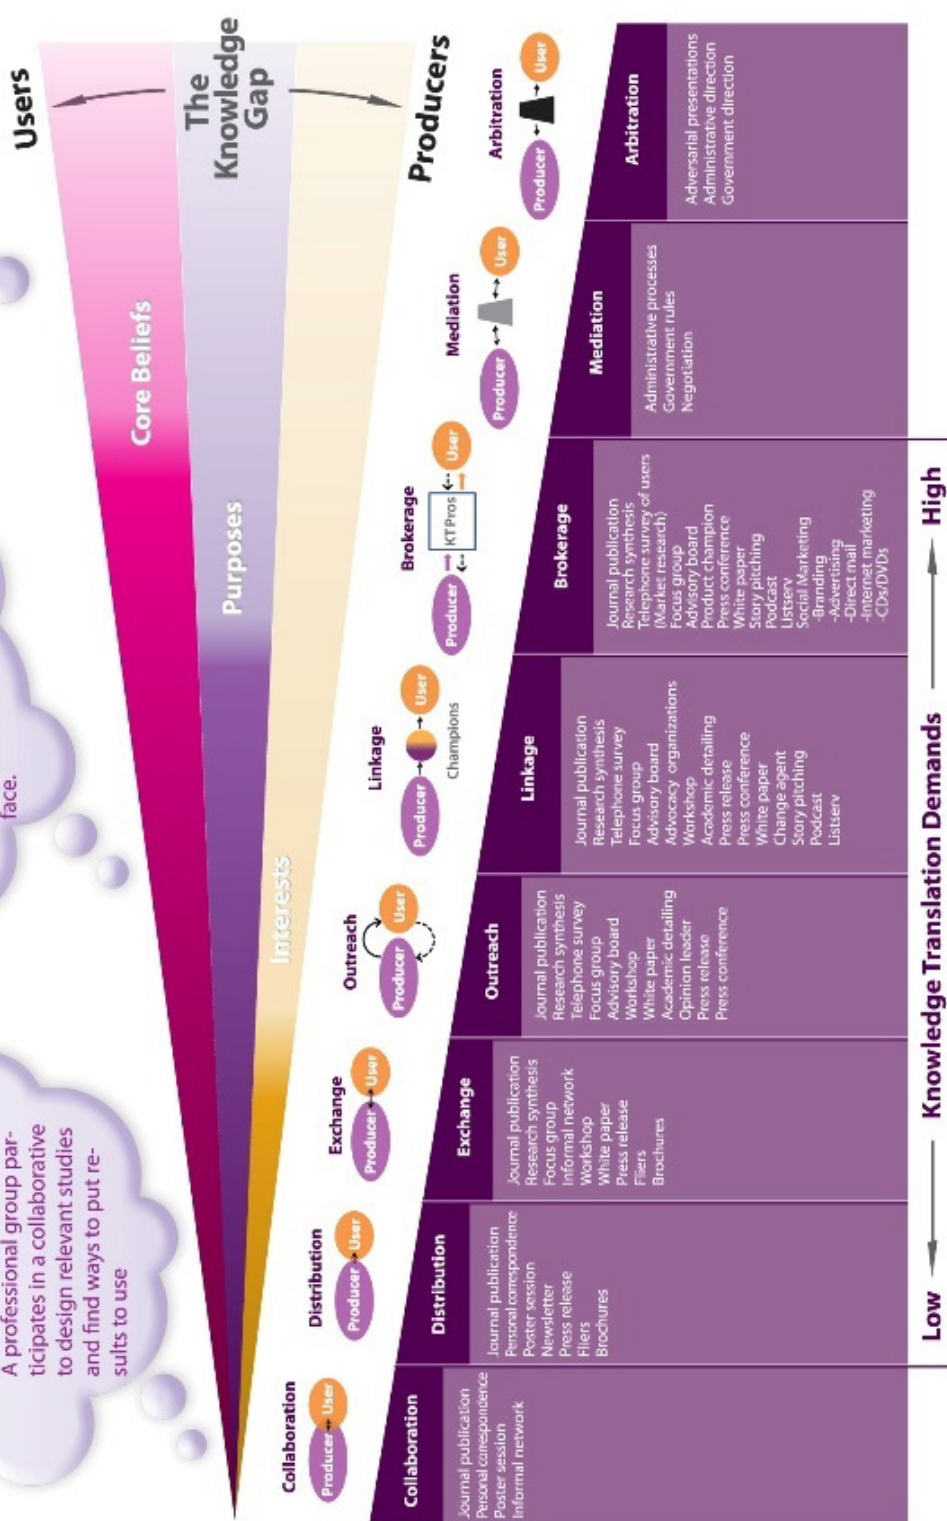 face.
A professional group par-
ticipates in a collaborative
to design relevant studies
and find ways to put re-
sults to use
Users
The
Knowledge
Gap
Producers
Core Beliefs
Purposes
Interests
Collaboration
Producer
User
Distribution
Producer
User
Exchange
Producer
User
Outreach
Producer
User
Linkage
Producer
User
Champions
Brokerage
Producer
KTPros
User
Mediation
Producer
User
Arbitration
Producer
User
Collaboration
Journal publication
Personal correspondence
Poster session
Informal network
Distribution
Journal publication
Personal correspondence
Poster session
Newsletter
Press release
Fliers
Brochures
Exchange
Journal publication
Research synthesis
Focus group
Informal network
Workshop
White paper
Press release
Fliers
Brochures
Outreach
Journal publication
Research synthesis
Telephone survey
Focus group
Advisory board
Workshop
White paper
Academic detailing
Opinion leader
Press release
Press conference
Linkage
Journal publication
Research synthesis
Telephone survey
Focus group
Advisory board
Advocacy organizations
Workshop
Academic detailing
Press release
Press conference
White paper
Change agent
Story pitching
Podcast
Listserv
Brokerage
Journal publication
Research synthesis
Telephone survey of users
(Market research)
Focus group
Advisory board
Product champion
Press conference
White paper
Story pitching
Podcast
Listserv
Social Marketing
-Branding
-Advertising
-Direct mail
-Internet marketing
-CDs/DVDs
Mediation
Administrative processes
Government rules
Negotiation
Arbitration
Adversarial presentations
Administrative direction
Government direction
Low
Knowledge Translation Demands
High